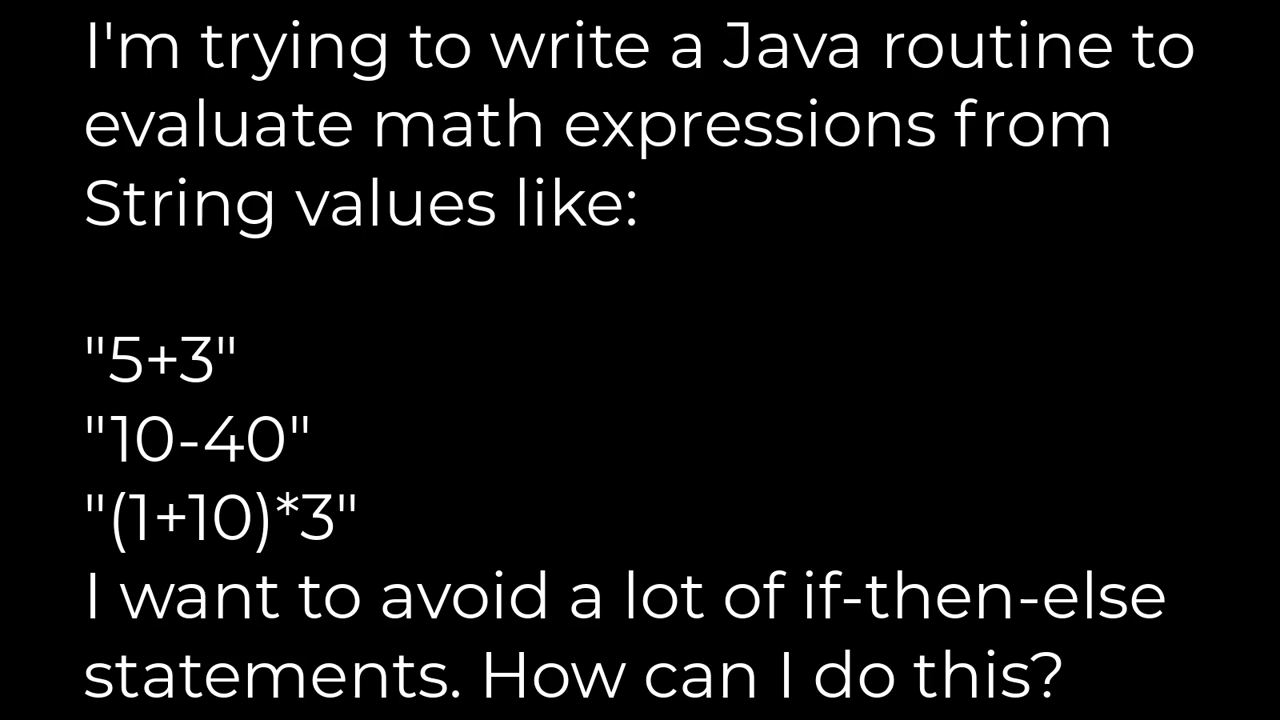 I'm trying to write a Java routine to
evaluate math expressions from
String values like:
"5+3"
"10-40"
"(1+10)*3"
I want to avoid a lot of if-then-else
statements. How can I do this?